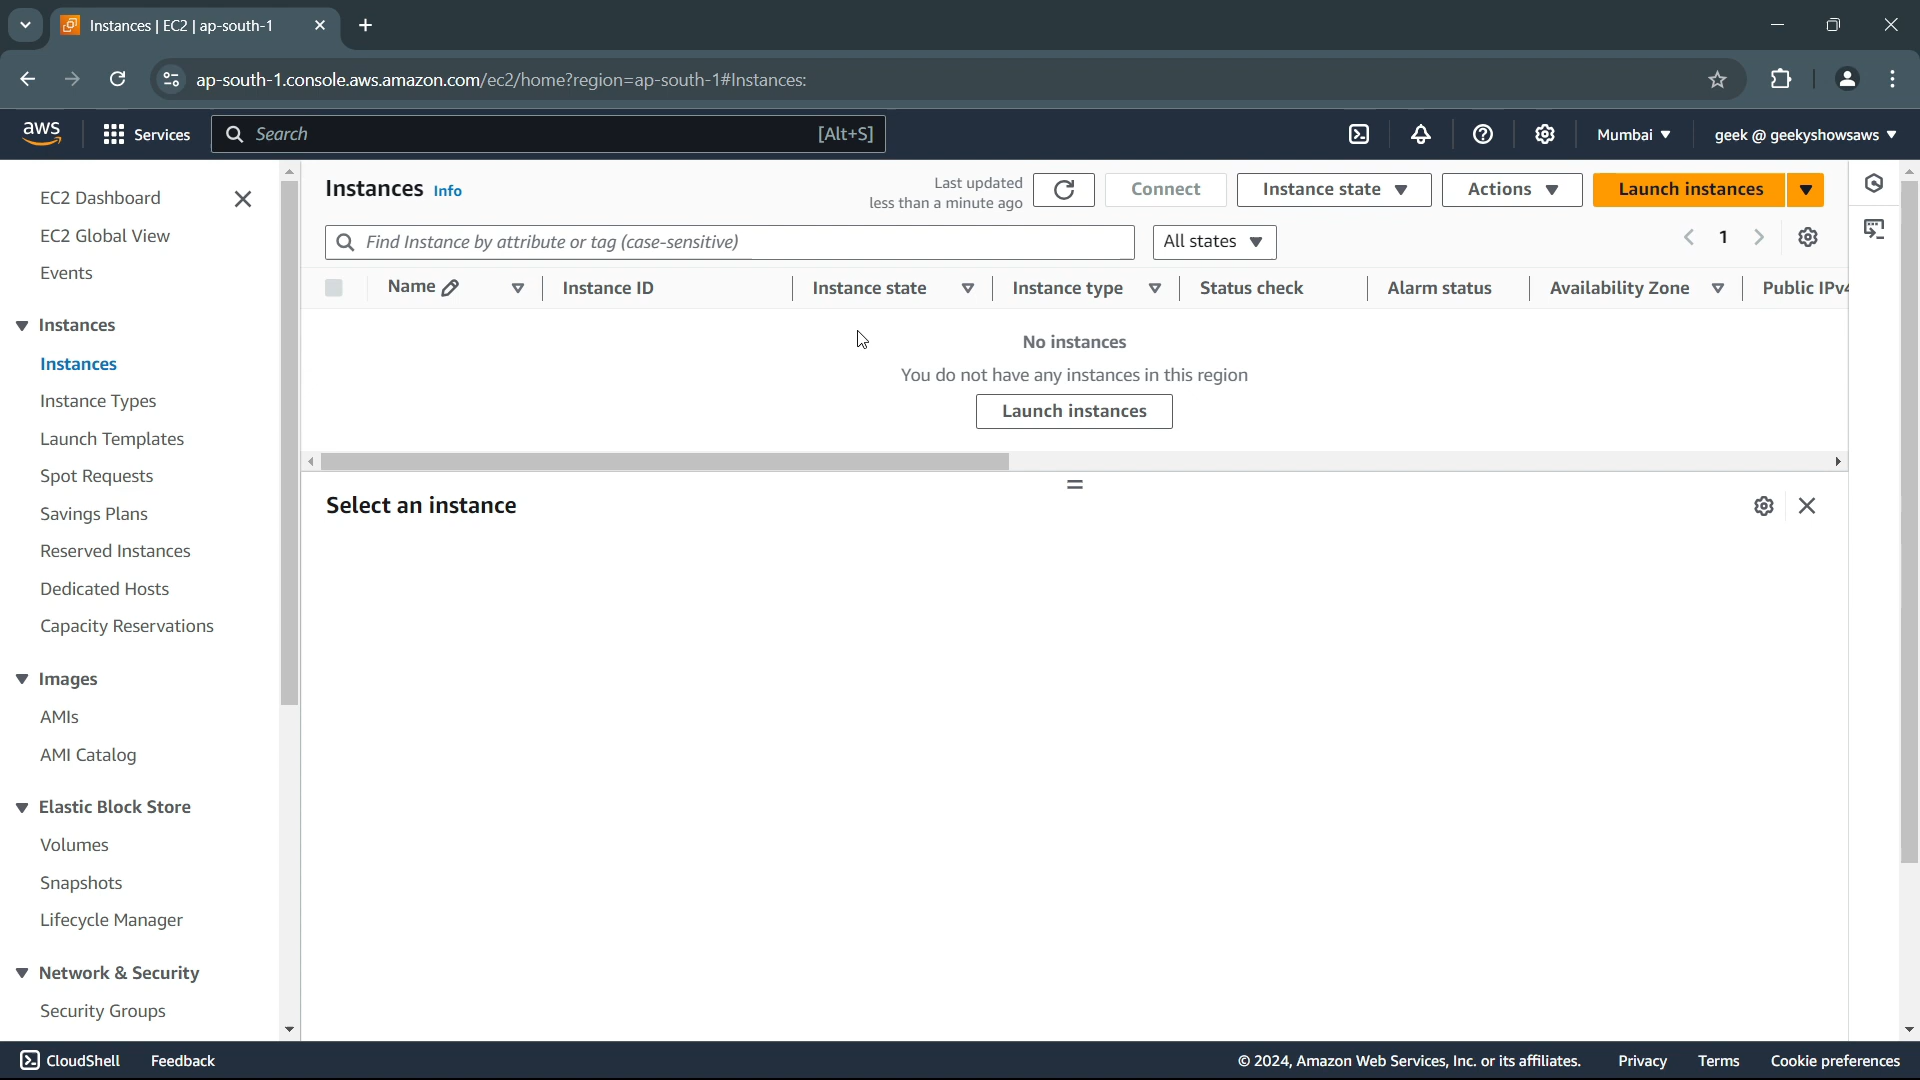 Instances | EC2 | ap-south-1
ap-south-1.console.aws.amazon.com/ec2/home?region=ap-south-1#Instances:
aws Services Search [Alt+S] Mumbai geek @ geekyshowsaws
EC2 Dashboard
EC2 Global View
Events
Instances
Instances
Instance Types
Launch Templates
Spot Requests
Savings Plans
Reserved Instances
Dedicated Hosts
Capacity Reservations
Images
AMIs
AMI Catalog
Elastic Block Store
Volumes
Snapshots
Lifecycle Manager
Network & Security
Security Groups
Instances Info
Last updated
less than a minute ago
Connect Instance state Actions Launch instances
Find Instance by attribute or tag (case-sensitive) All states 1
Name Instance ID Instance state Instance type Status check Alarm status Availability Zone Public IPv4
No instances
You do not have any instances in this region
Launch instances
Select an instance
CloudShell Feedback © 2024, Amazon Web Services, Inc. or its affiliates. Privacy Terms Cookie preferences